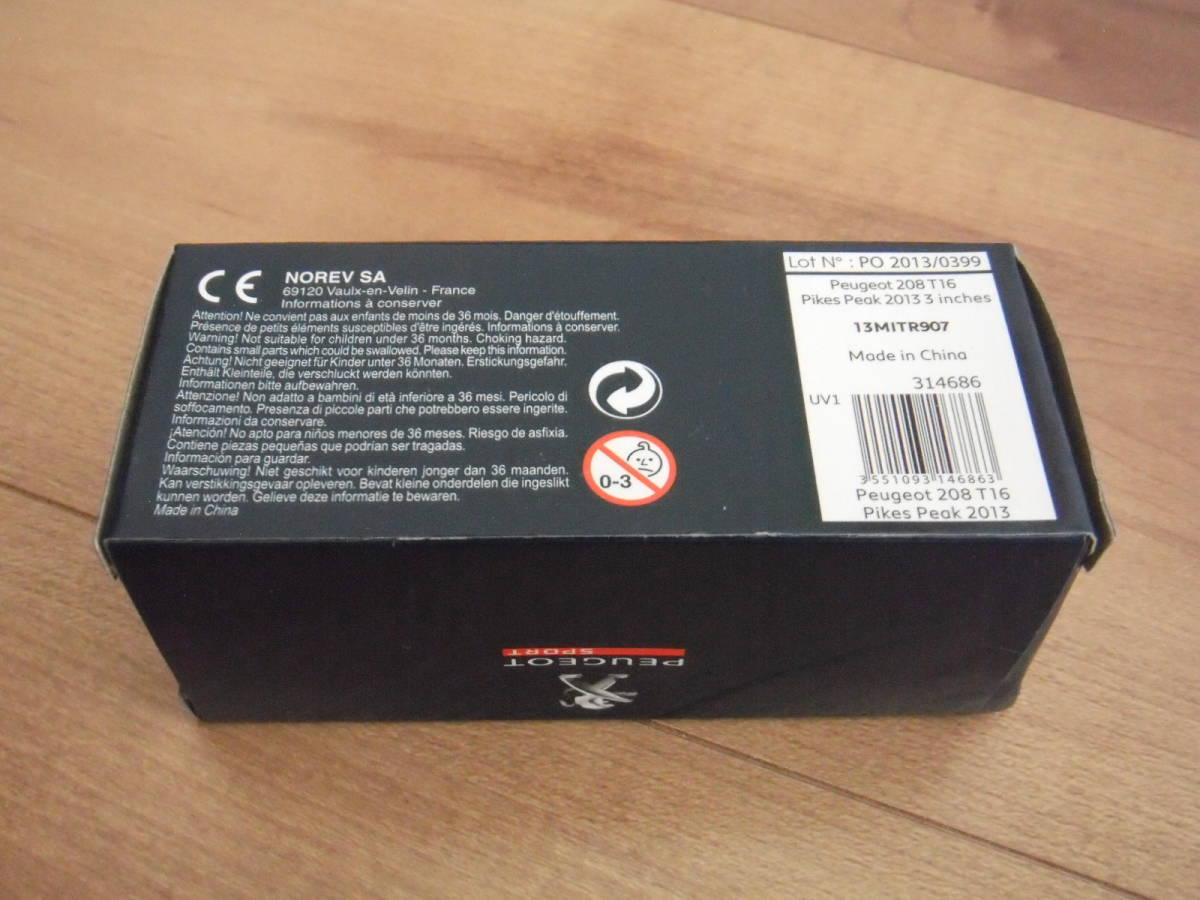 CE
NOREV SA
69120 Vaulx-en-Velin - France
Informations à conserver
Attention! Ne convient pas aux enfants de moins de 36 mois. Danger d'étouffement.
Présence de petits éléments susceptibles d'être ingérés. Informations à conserver.
Warning! Not suitable for children under 36 months. Choking hazard.
Contains small parts which could be swallowed. Please keep this information.
Achtung! Nicht geeignet für Kinder unter 36 Monaten. Erstickungsgefahr.
Enthält Kleinteile, die verschluckt werden könnten.
Informationen bitte aufbewahren.
Attenzione! Non adatto a bambini di età inferiore a 36 mesi. Pericolo di
soffocamento. Presenza di piccole parti che potrebbero essere ingerite.
Informazioni da conservare.
¡Atención! No apto para niños menores de 36 meses. Riesgo de asfixia.
Contiene piezas pequeñas que podrían ser tragadas.
Información para guardar.
Waarschuwing! Niet geschikt voor kinderen jonger dan 36 maanden.
Kan verstikkingsgevaar opleveren. Bevat kleine onderdelen die ingeslikt
kunnen worden. Gelieve deze informatie te bewaren.
Made in China
0-3
Lot N° : PO 2013/0399
Peugeot 208 T16
Pikes Peak 2013 3 inches
13MITR907
Made in China
314686
UV1
3 551093 146863
Peugeot 208 T16
Pikes Peak 2013
PEUGEOT
SPORT